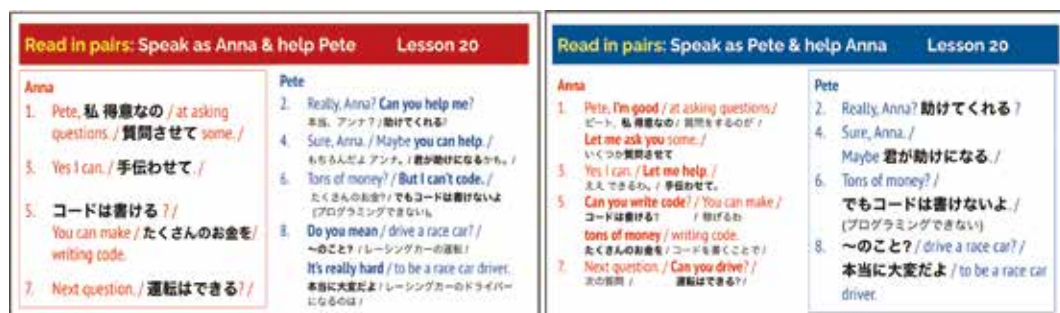 Read in pairs: Speak as Anna & help Pete Lesson 20
Anna
1. Pete, 私 得意なの / at asking
questions. / 質問させて some. /
3. Yes I can. / 手伝わせて. /
5. コードは書ける ? /
You can make / たくさんのお金を /
writing code.
7. Next question. / 運転はできる? /
Pete
2. Really, Anna? Can you help me?
本当、アンナ? / 助けてくれる?
4. Sure, Anna. / Maybe you can help. /
もちろんだよ アンナ。 / 君が助けになるかも。 /
6. Tons of money? / But I can't code. /
たくさんのお金? / でもコードは書けないよ
(プログラミングできない)。
8. Do you mean / drive a race car? /
〜のこと? / レーシングカーの運転!
It's really hard / to be a race car driver.
本当に大変だよ / レーシングカーのドライバー
になるのは /
Read in pairs: Speak as Pete & help Anna Lesson 20
Anna
1. Pete, I'm good / at asking questions /
ピート、私 得意なの / 質問をするのが /
Let me ask you some. /
いくつか質問させて
3. Yes I can. / Let me help. /
ええ できるわ。 / 手伝わせて。
5. Can you write code? / You can make /
コードは書ける? / 稼げるわ
tons of money / writing code.
たくさんのお金を / コードを書くことで /
7. Next question. / Can you drive? /
次の質問 / 運転はできる? /
Pete
2. Really, Anna? 助けてくれる ?
4. Sure, Anna. /
Maybe 君が助けになる. /
6. Tons of money? /
でもコードは書けないよ. /
(プログラミングできない)
8. 〜のこと? / drive a race car? /
本当に大変だよ / to be a race car
driver.